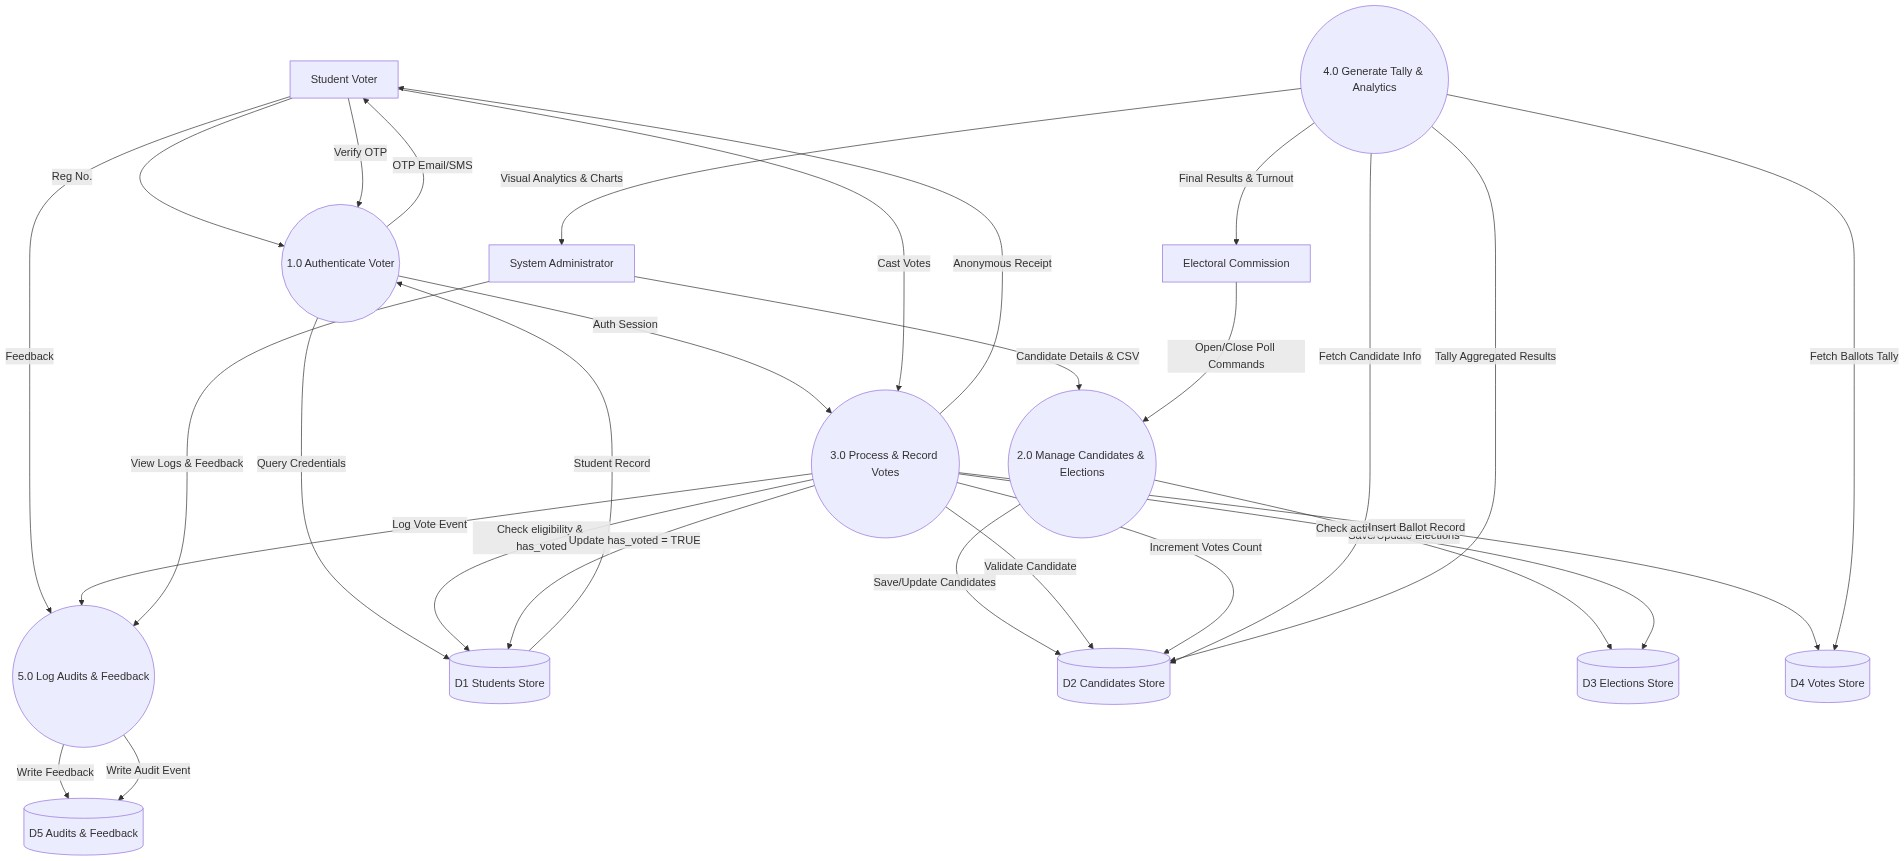 4.0 Generate Tally &
Analytics
Student Voter
Verify OTP
OTP Email/SMS
Reg No.
Visual Analytics & Charts
Final Results & Turnout
1.0 Authenticate Voter
System Administrator
Cast Votes
Anonymous Receipt
Electoral Commission
Auth Session
Feedback
Candidate Details & CSV
Open/Close Poll
Commands
Fetch Candidate Info
Tally Aggregated Results
Fetch Ballots Tally
View Logs & Feedback
Query Credentials
Student Record
3.0 Process & Record
Votes
2.0 Manage Candidates &
Elections
Log Vote Event
Check eligibility &
has_voted
Update has_voted = TRUE
Check acti
Insert Ballot Record
Save/Update Elections
Increment Votes Count
Validate Candidate
Save/Update Candidates
5.0 Log Audits & Feedback
D1 Students Store
D2 Candidates Store
D3 Elections Store
D4 Votes Store
Write Feedback
Write Audit Event
D5 Audits & Feedback